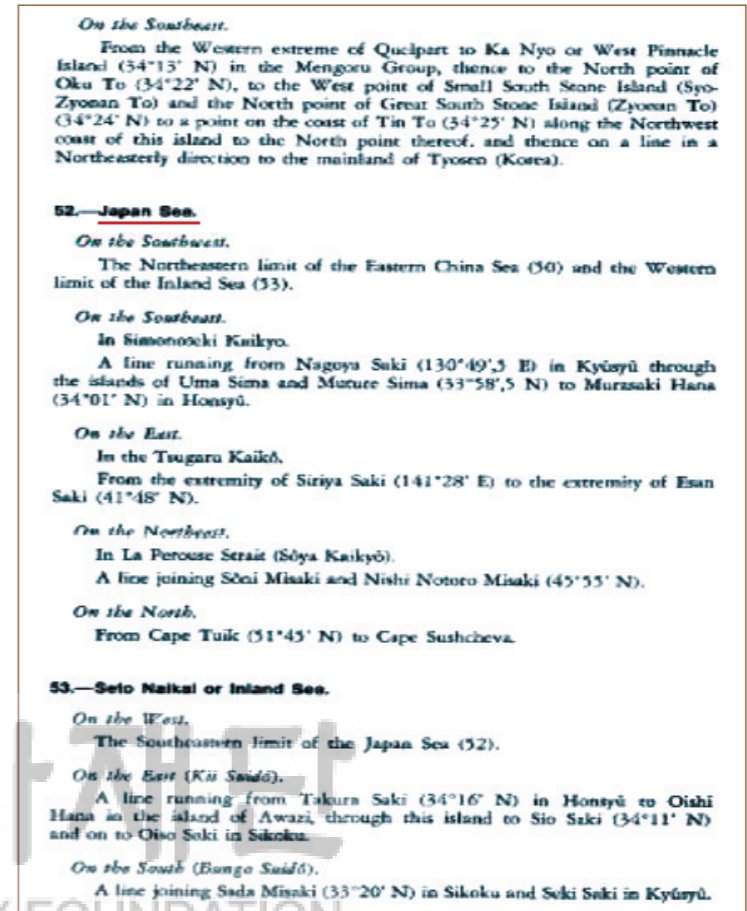 On the Southeast.
From the Western extreme of Quelpart to Ka Nyo or West Pinnacle
Island (34°13' N) in the Mengoru Group, thence to the North point of
Oku To (34°22' N), to the West point of Small South Stone Island (Syo-
Zyoman To) and the North point of Great South Stone Island (Zyoman To)
(34°24' N) to a point on the coast of Tin To (34°25' N) along the Northwest
coast of this island to the North point thereof, and thence on a line in a
Northeasterly direction to the mainland of Tyosen (Korea).
52.—Japan Sea.
On the Southwest.
The Northeastern limit of the Eastern China Sea (50) and the Western
limit of the Inland Sea (53).
On the Southeast.
In Simonoseki Kaikyo.
A line running from Nagoya Saki (130°49',5 E) in Kyûsyû through
the islands of Uma Sima and Muture Sima (33°58',5 N) to Murasaki Hana
(34°01' N) in Honsyû.
On the East.
In the Tsugaru Kaikô.
From the extremity of Siriya Saki (141°28' E) to the extremity of Esan
Saki (41°48' N).
On the Northeast.
In La Perouse Strait (Sôya Kaikyô).
A line joining Sôni Misaki and Nishi Notoro Misaki (45°55' N).
On the North.
From Cape Tuik (51°45' N) to Cape Sushcheva.
53.—Seto Naikai or Inland Sea.
On the West.
The Southeastern limit of the Japan Sea (52).
On the East (Kii Suidô).
A line running from Takura Saki (34°16' N) in Honsyû to Oishi
Hana in the island of Awazi, through this island to Sio Saki (34°11' N)
and on to Oiso Saki in Sikoku.
On the South (Bungo Suidô).
A line joining Sada Misaki (33°20' N) in Sikoku and Seki Saki in Kyûsyû.
재단
FOUNDATION